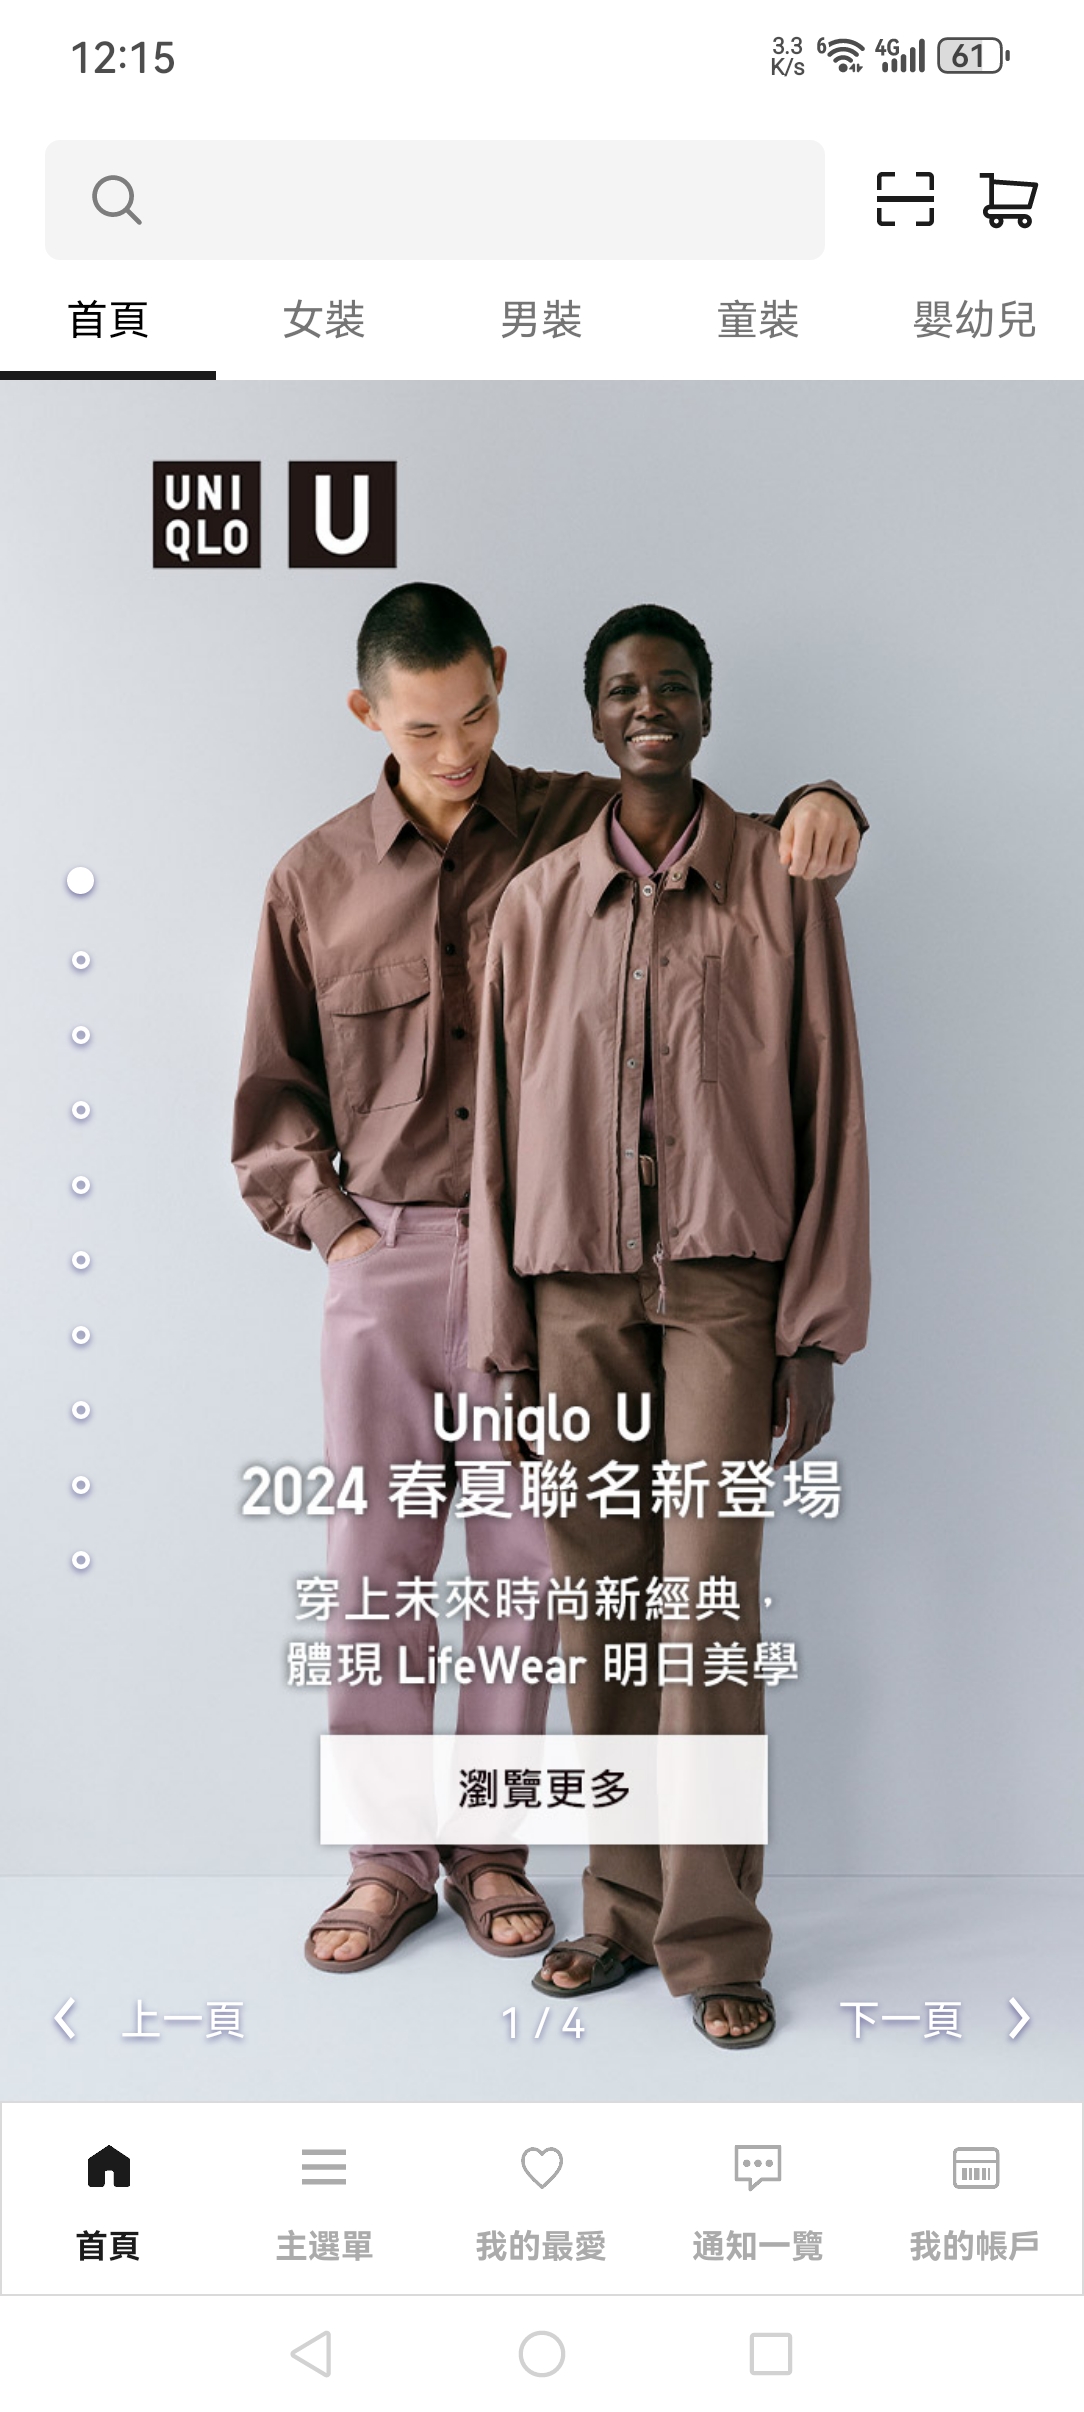 12:15
3.3
K/s
6
4G
61
首頁
女裝
男裝
童裝
嬰幼兒
UNI
QLO
U
Uniqlo U
2024 春夏聯名新登場
穿上未來時尚新經典，
體現 LifeWear 明日美學
瀏覽更多
上一頁
1 / 4
下一頁
首頁
主選單
我的最愛
通知一覽
我的帳戶